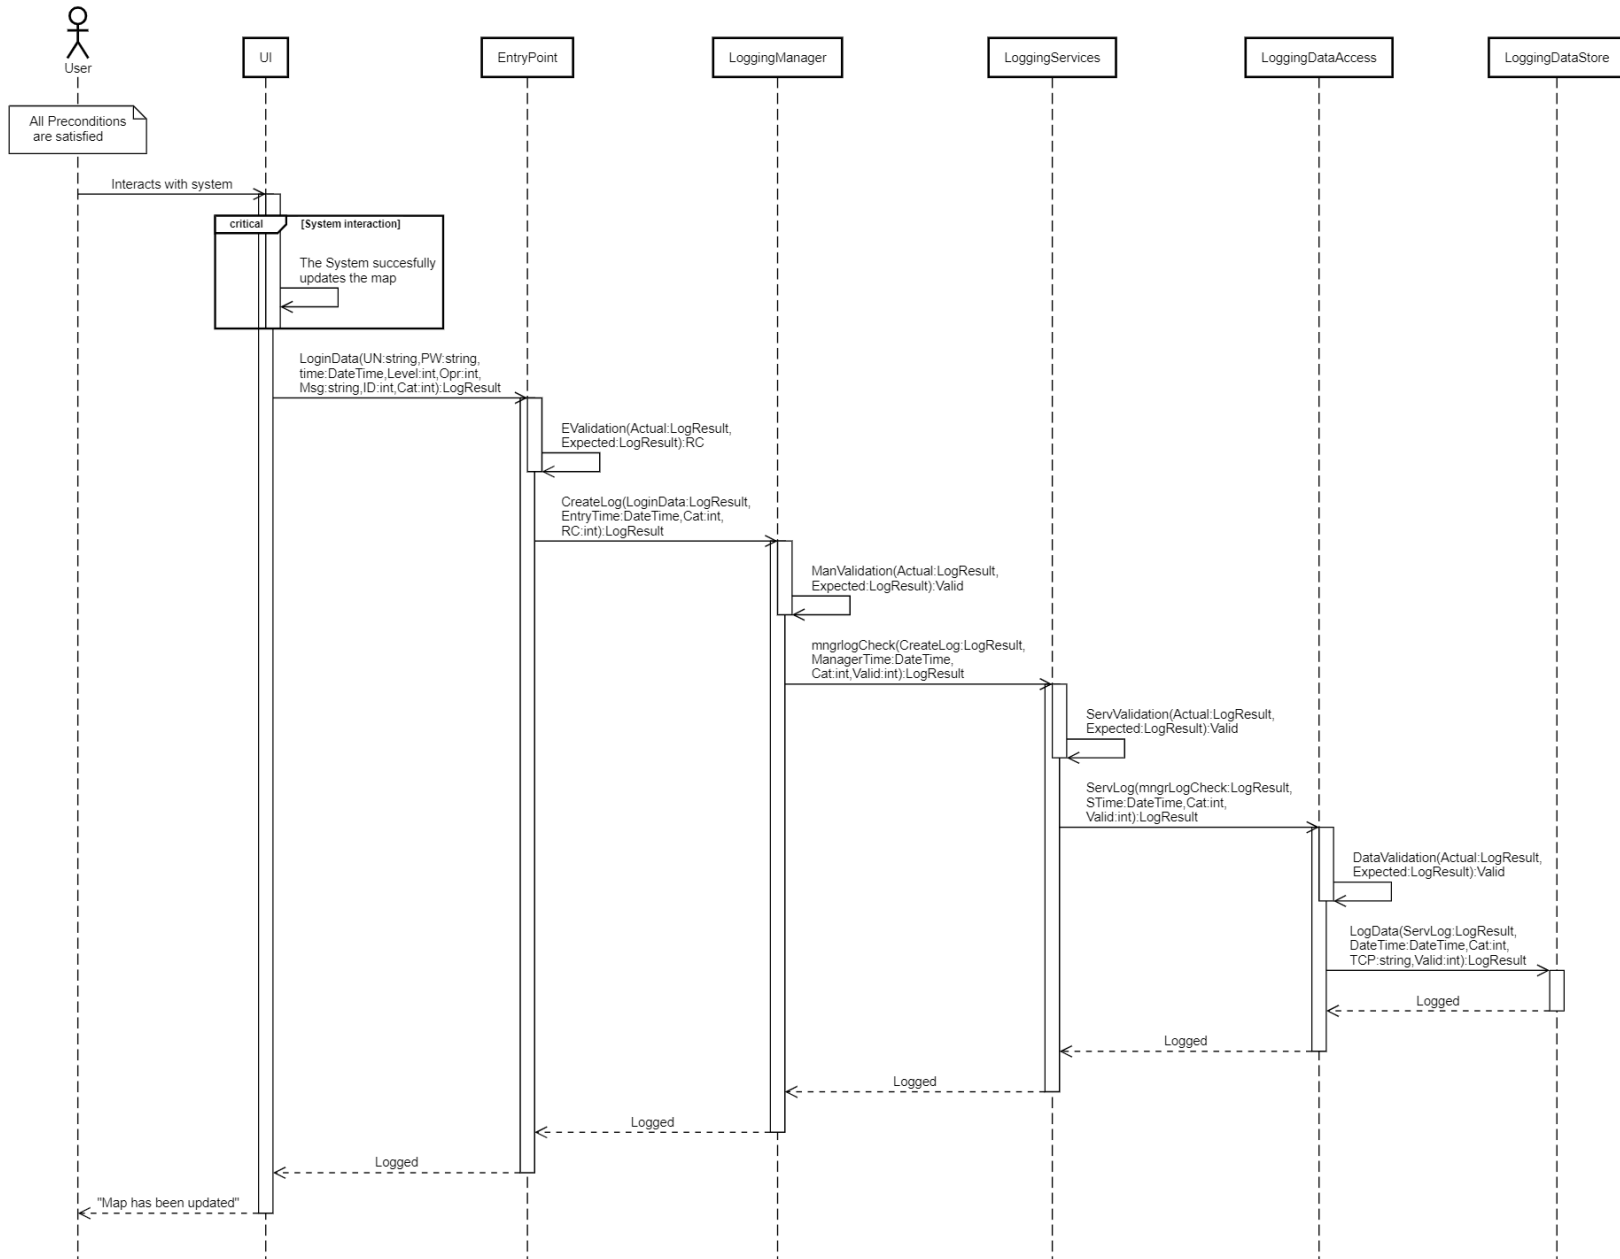 User
UI
EntryPoint
LoggingManager
LoggingServices
LoggingDataAccess
LoggingDataStore
All Preconditions
are satisfied
Interacts with system
critical
[System interaction]
The System succesfully
updates the map
LoginData(UN:string,PW:string,
time:DateTime,Level:int,Opr:int,
Msg:string,ID:int,Cat:int):LogResult
EValidation(Actual:LogResult,
Expected:LogResult):RC
CreateLog(LoginData:LogResult,
EntryTime:DateTime,Cat:int,
RC:int):LogResult
ManValidation(Actual:LogResult,
Expected:LogResult):Valid
mngrlogCheck(CreateLog:LogResult,
ManagerTime:DateTime,
Cat:int,Valid:int):LogResult
ServValidation(Actual:LogResult,
Expected:LogResult):Valid
ServLog(mngrLogCheck:LogResult,
STime:DateTime,Cat:int,
Valid:int):LogResult
DataValidation(Actual:LogResult,
Expected:LogResult):Valid
LogData(ServLog:LogResult,
DateTime:DateTime,Cat:int,
TCP:string,Valid:int):LogResult
Logged
Logged
Logged
Logged
Logged
"Map has been updated"